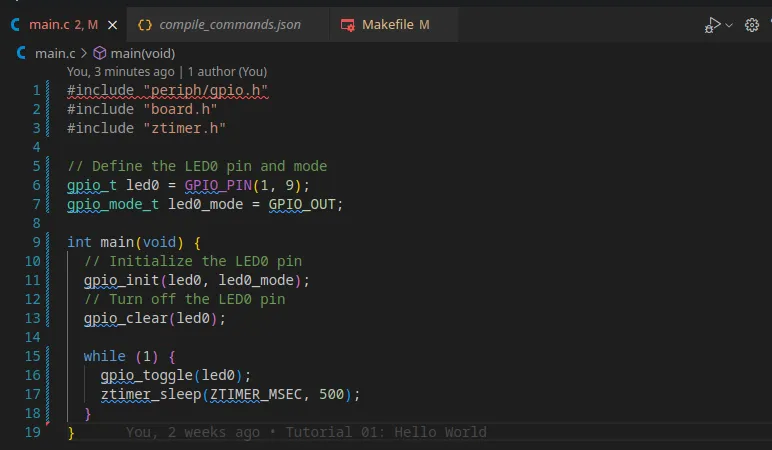 main.c 2, M
compile_commands.json
Makefile M
main.c > main(void)
You, 3 minutes ago | 1 author (You)
1 #include "periph/gpio.h"
2 #include "board.h"
3 #include "ztimer.h"
4
5 // Define the LED0 pin and mode
6 gpio_t led0 = GPIO_PIN(1, 9);
7 gpio_mode_t led0_mode = GPIO_OUT;
8
9 int main(void) {
10 // Initialize the LED0 pin
11 gpio_init(led0, led0_mode);
12 // Turn off the LED0 pin
13 gpio_clear(led0);
14
15 while (1) {
16 gpio_toggle(led0);
17 ztimer_sleep(ZTIMER_MSEC, 500);
18 }
19 } You, 2 weeks ago • Tutorial 01: Hello World